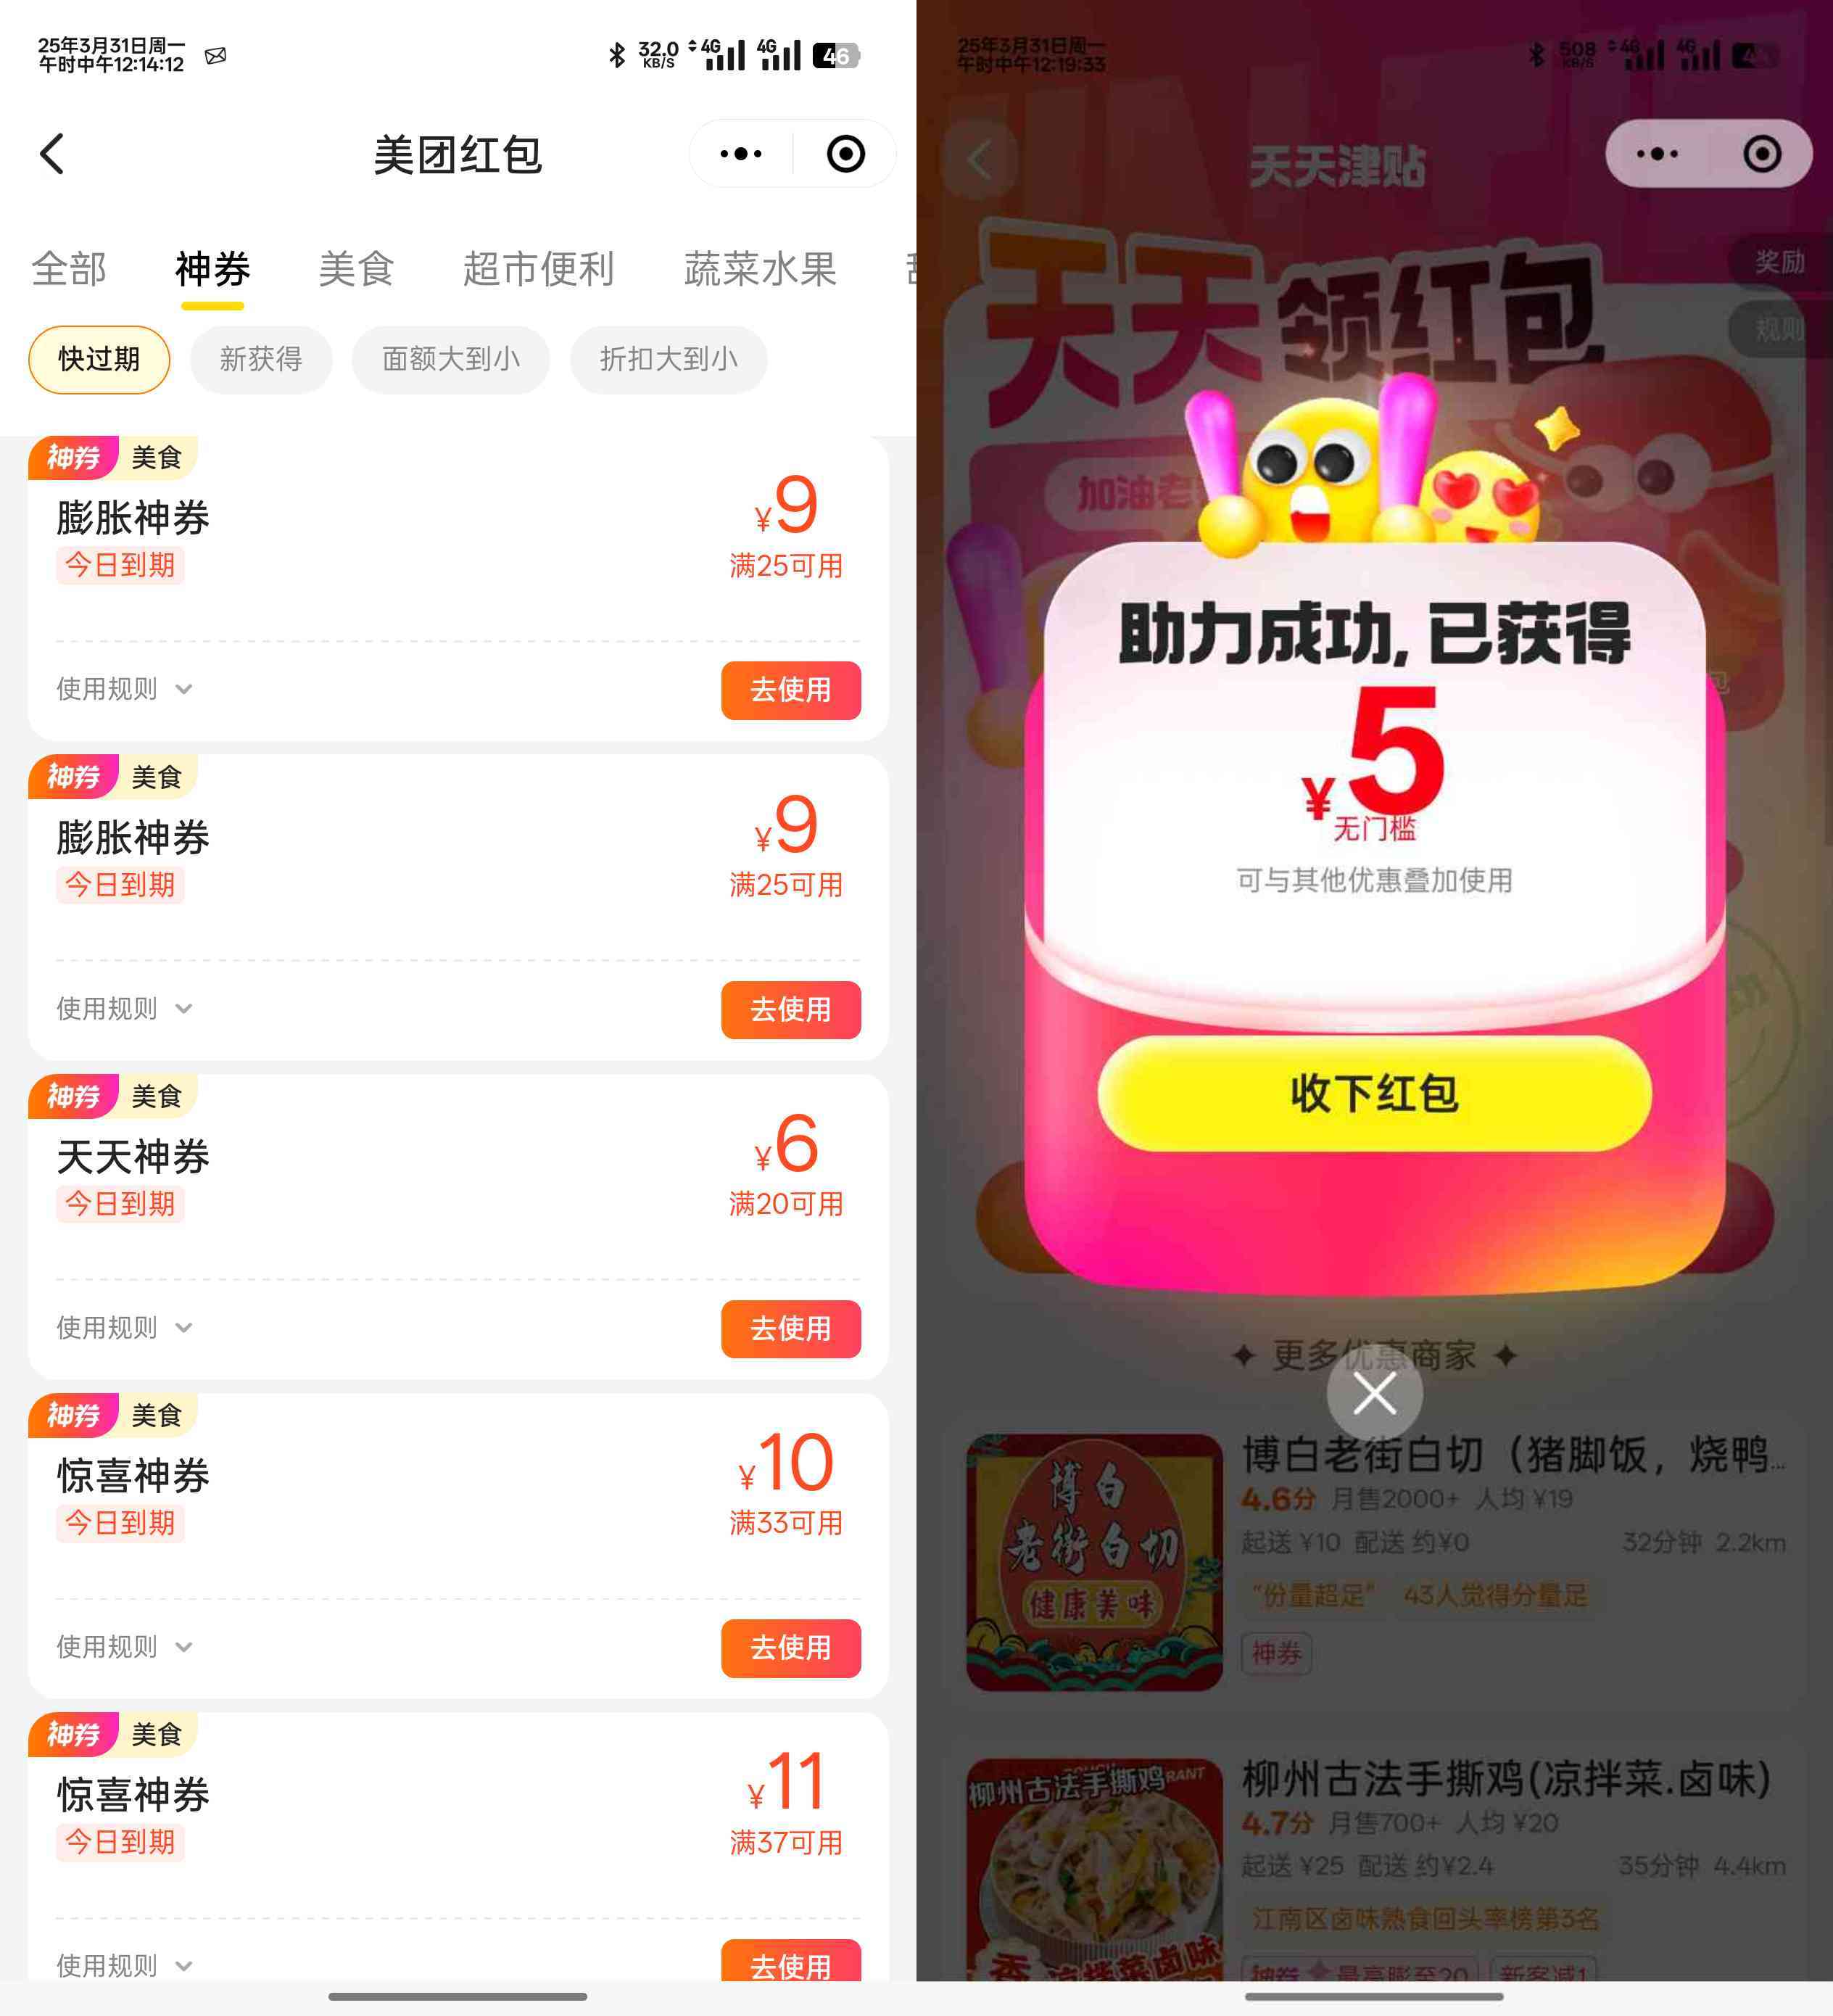 25年3月31日周一
午时中午12:14:12
32.0
KB/S
4G
4G
46
美团红包
全部
神券
美食
超市便利
蔬菜水果
快过期
新获得
面额大到小
折扣大到小
神券
美食
膨胀神券
¥9
今日到期
满25可用
使用规则
去使用
神券
美食
膨胀神券
¥9
今日到期
满25可用
使用规则
去使用
神券
美食
天天神券
¥6
今日到期
满20可用
使用规则
去使用
神券
美食
惊喜神券
¥10
今日到期
满33可用
使用规则
去使用
神券
美食
惊喜神券
¥11
今日到期
满37可用
使用规则
去使用
25年3月31日周一
午时中午12:19:33
508
KB/S
4G
4G
天天津贴
奖励
规则
天天领红包
加油老
助力成功,已获得
¥5
无门槛
可与其他优惠叠加使用
收下红包
更多优惠商家
博白
老街白切
健康美味
博白老街白切（猪脚饭，烧鸭...
4.6分 月售2000+ 人均 ¥19
起送 ¥10 配送 约¥0
32分钟 2.2km
“份量超足”
43人觉得分量足
神券
柳州古法手撕鸡
RANT
柳州古法手撕鸡(凉拌菜.卤味)
4.7分 月售700+ 人均 ¥20
起送 ¥25 配送 约¥2.4
35分钟 4.4km
江南区卤味熟食回头率榜第3名
香
凉拌菜卤味
神券
最高膨至20
新客减1